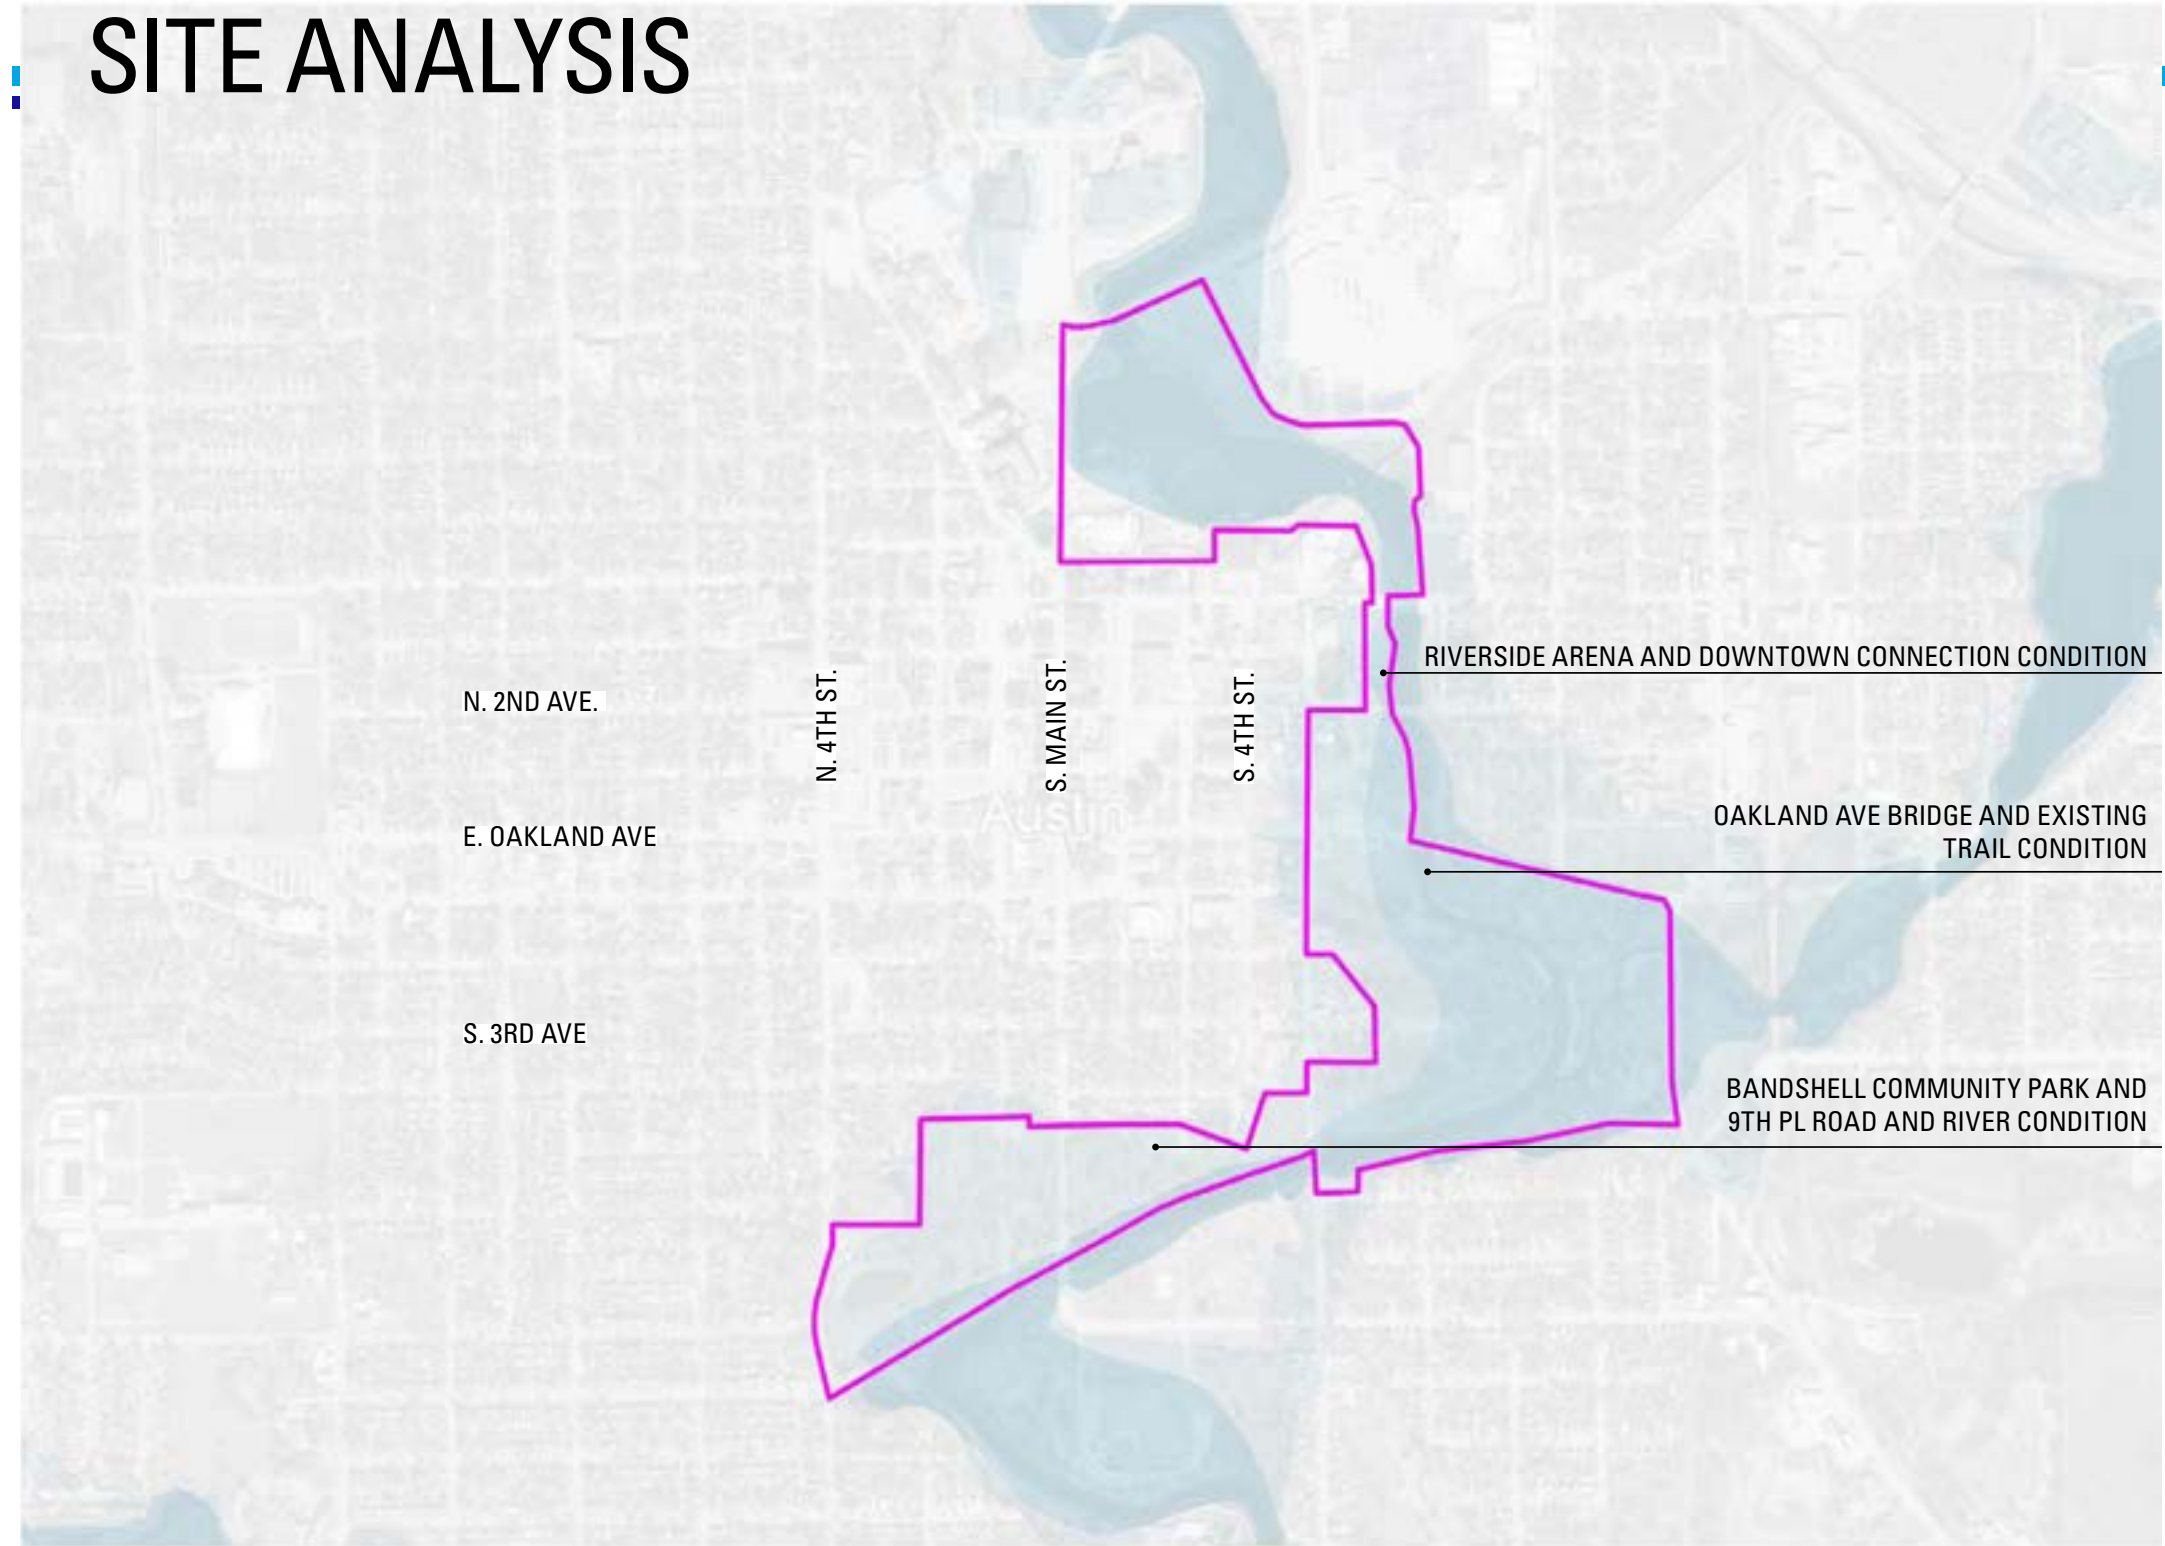 SITE ANALYSIS
RIVERSIDE ARENA AND DOWNTOWN CONNECTION CONDITION
N. 2ND AVE.
N. 4TH ST.
S. MAIN ST.
S. 4TH ST.
Austin
OAKLAND AVE BRIDGE AND EXISTING
TRAIL CONDITION
E. OAKLAND AVE
S. 3RD AVE
BANDSHELL COMMUNITY PARK AND
9TH PL ROAD AND RIVER CONDITION